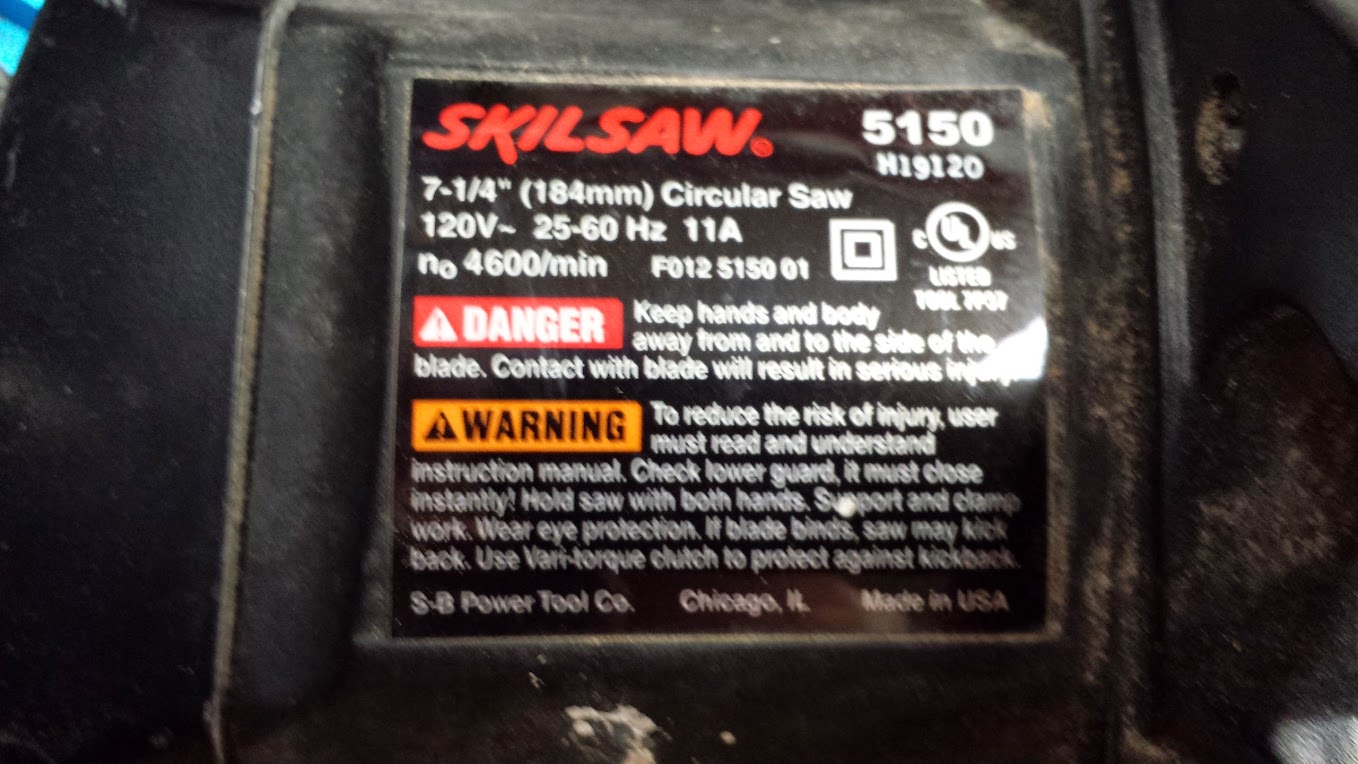 SKILSAW. 5150
H19120
7-1/4" (184mm) Circular Saw
120V~ 25-60 Hz 11A
n₀ 4600/min F012 5150 01
C UL US
LISTED
TOOL
DANGER Keep hands and body
away from and to the side of the
blade. Contact with blade will result in serious injury.
WARNING To reduce the risk of injury, user
must read and understand
instruction manual. Check lower guard, it must close
instantly! Hold saw with both hands. Support and clamp
work. Wear eye protection. If blade binds, saw may kick
back. Use Vari-torque clutch to protect against kickback.
S-B Power Tool Co. Chicago, IL Made in USA